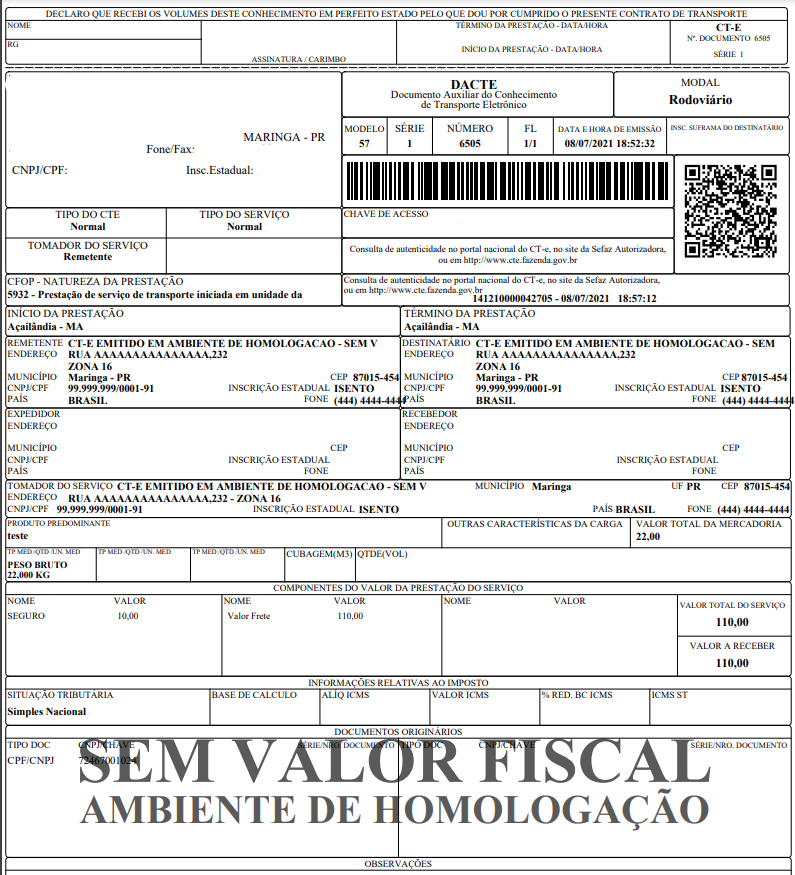 DECLARO QUE RECEBI OS VOLUMES DESTE CONHECIMENTO EM PERFEITO ESTADO PELO QUE DOU POR CUMPRIDO O PRESENTE CONTRATO DE TRANSPORTE
NOME
RG
ASSINATURA / CARIMBO
TÉRMINO DA PRESTAÇÃO - DATA/HORA
INÍCIO DA PRESTAÇÃO - DATA/HORA
CT-E
Nº. DOCUMENTO 6505
SÉRIE 1
MARINGA - PR
Fone/Fax:
CNPJ/CPF: Insc.Estadual:
DACTE
Documento Auxiliar do Conhecimento
de Transporte Eletrônico
MODAL
Rodoviário
MODELO SÉRIE NÚMERO FL DATA E HORA DE EMISSÃO INSC. SUFRAMA DO DESTINATÁRIO
57 1 6505 1/1 08/07/2021 18:52:32
TIPO DO CTE TIPO DO SERVIÇO
Normal Normal
CHAVE DE ACESSO
TOMADOR DO SERVIÇO
Remetente
Consulta de autenticidade no portal nacional do CT-e, no site da Sefaz Autorizadora,
ou em http://www.cte.fazenda.gov.br
CFOP - NATUREZA DA PRESTAÇÃO
5932 - Prestação de serviço de transporte iniciada em unidade da
Consulta de autenticidade no portal nacional do CT-e, no site da Sefaz Autorizadora,
ou em http://www.cte.fazenda.gov.br
141210000042705 - 08/07/2021 18:57:12
INÍCIO DA PRESTAÇÃO
Açailândia - MA
TÉRMINO DA PRESTAÇÃO
Açailândia - MA
REMETENTE CT-E EMITIDO EM AMBIENTE DE HOMOLOGACAO - SEM V
ENDEREÇO RUA AAAAAAAAAAAAAAA,232
ZONA 16
MUNICÍPIO Maringa - PR CEP 87015-454
CNPJ/CPF 99.999.999/0001-91 INSCRIÇÃO ESTADUAL ISENTO
PAÍS BRASIL FONE (444) 4444-4444
DESTINATÁRIO CT-E EMITIDO EM AMBIENTE DE HOMOLOGACAO - SEM
ENDEREÇO RUA AAAAAAAAAAAAAAA,232
ZONA 16
MUNICÍPIO Maringa - PR CEP 87015-454
CNPJ/CPF 99.999.999/0001-91 INSCRIÇÃO ESTADUAL ISENTO
PAÍS BRASIL FONE (444) 4444-4444
EXPEDIDOR
ENDEREÇO
MUNICÍPIO CEP
CNPJ/CPF INSCRIÇÃO ESTADUAL
PAÍS FONE
RECEBEDOR
ENDEREÇO
MUNICÍPIO CEP
CNPJ/CPF INSCRIÇÃO ESTADUAL
PAÍS FONE
TOMADOR DO SERVIÇO CT-E EMITIDO EM AMBIENTE DE HOMOLOGACAO - SEM V MUNICÍPIO Maringa UF PR CEP 87015-454
ENDEREÇO RUA AAAAAAAAAAAAAAA,232 - ZONA 16
CNPJ/CPF 99.999.999/0001-91 INSCRIÇÃO ESTADUAL ISENTO PAÍS BRASIL FONE (444) 4444-4444
PRODUTO PREDOMINANTE OUTRAS CARACTERÍSTICAS DA CARGA VALOR TOTAL DA MERCADORIA
teste 22,00
TP MED /QTD /UN. MED TP MED /QTD /UN. MED TP MED /QTD /UN. MED CUBAGEM(M3) QTDE(VOL)
PESO BRUTO
22,000 KG
COMPONENTES DO VALOR DA PRESTAÇÃO DO SERVIÇO
NOME VALOR NOME VALOR NOME VALOR
SEGURO 10,00 Valor Frete 110,00
VALOR TOTAL DO SERVIÇO
110,00
VALOR A RECEBER
110,00
INFORMAÇÕES RELATIVAS AO IMPOSTO
SITUAÇÃO TRIBUTÁRIA BASE DE CALCULO ALÍQ ICMS VALOR ICMS % RED. BC ICMS ICMS ST
Simples Nacional
DOCUMENTOS ORIGINÁRIOS
TIPO DOC CNPJ/CHAVE SÉRIE/NRO. DOCUMENTO TIPO DOC CNPJ/CHAVE SÉRIE/NRO. DOCUMENTO
CPF/CNPJ 72467001024
SEM VALOR FISCAL
AMBIENTE DE HOMOLOGAÇÃO
OBSERVAÇÕES